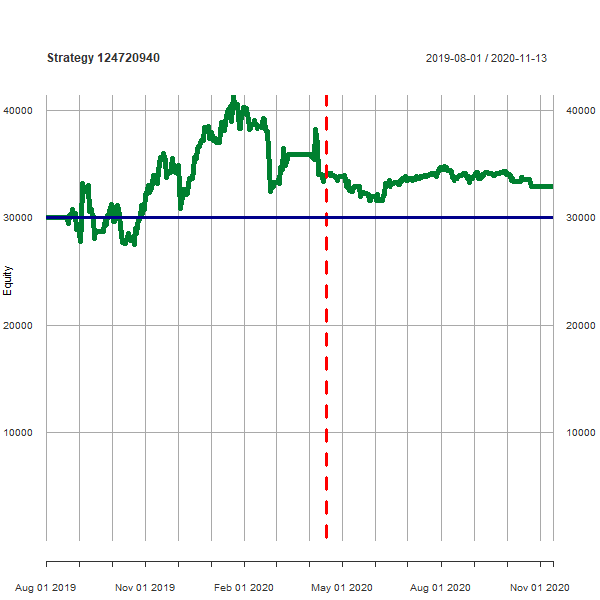 Strategy 124720940
2019-08-01 / 2020-11-13
40000
40000
30000
30000
Equity
20000
20000
10000
10000
Aug 01 2019
Nov 01 2019
Feb 01 2020
May 01 2020
Aug 01 2020
Nov 01 2020